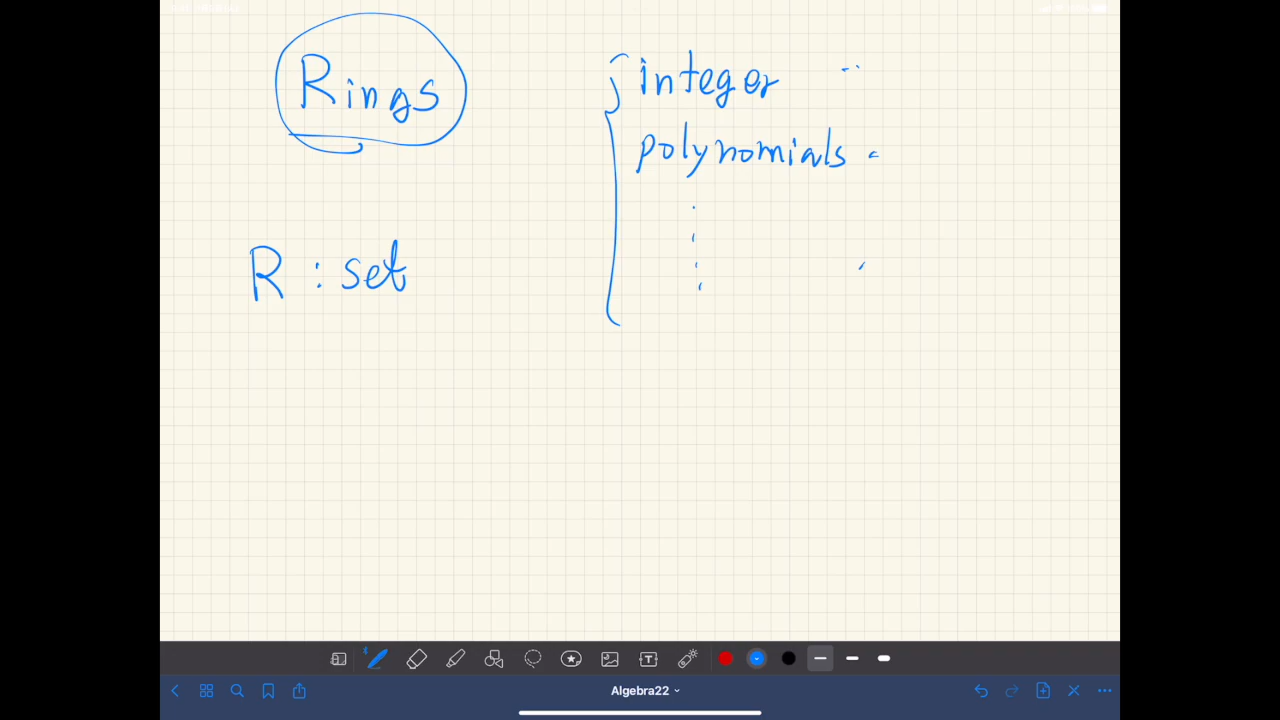 Rings
integer
polynomials
R : set
Algebra22